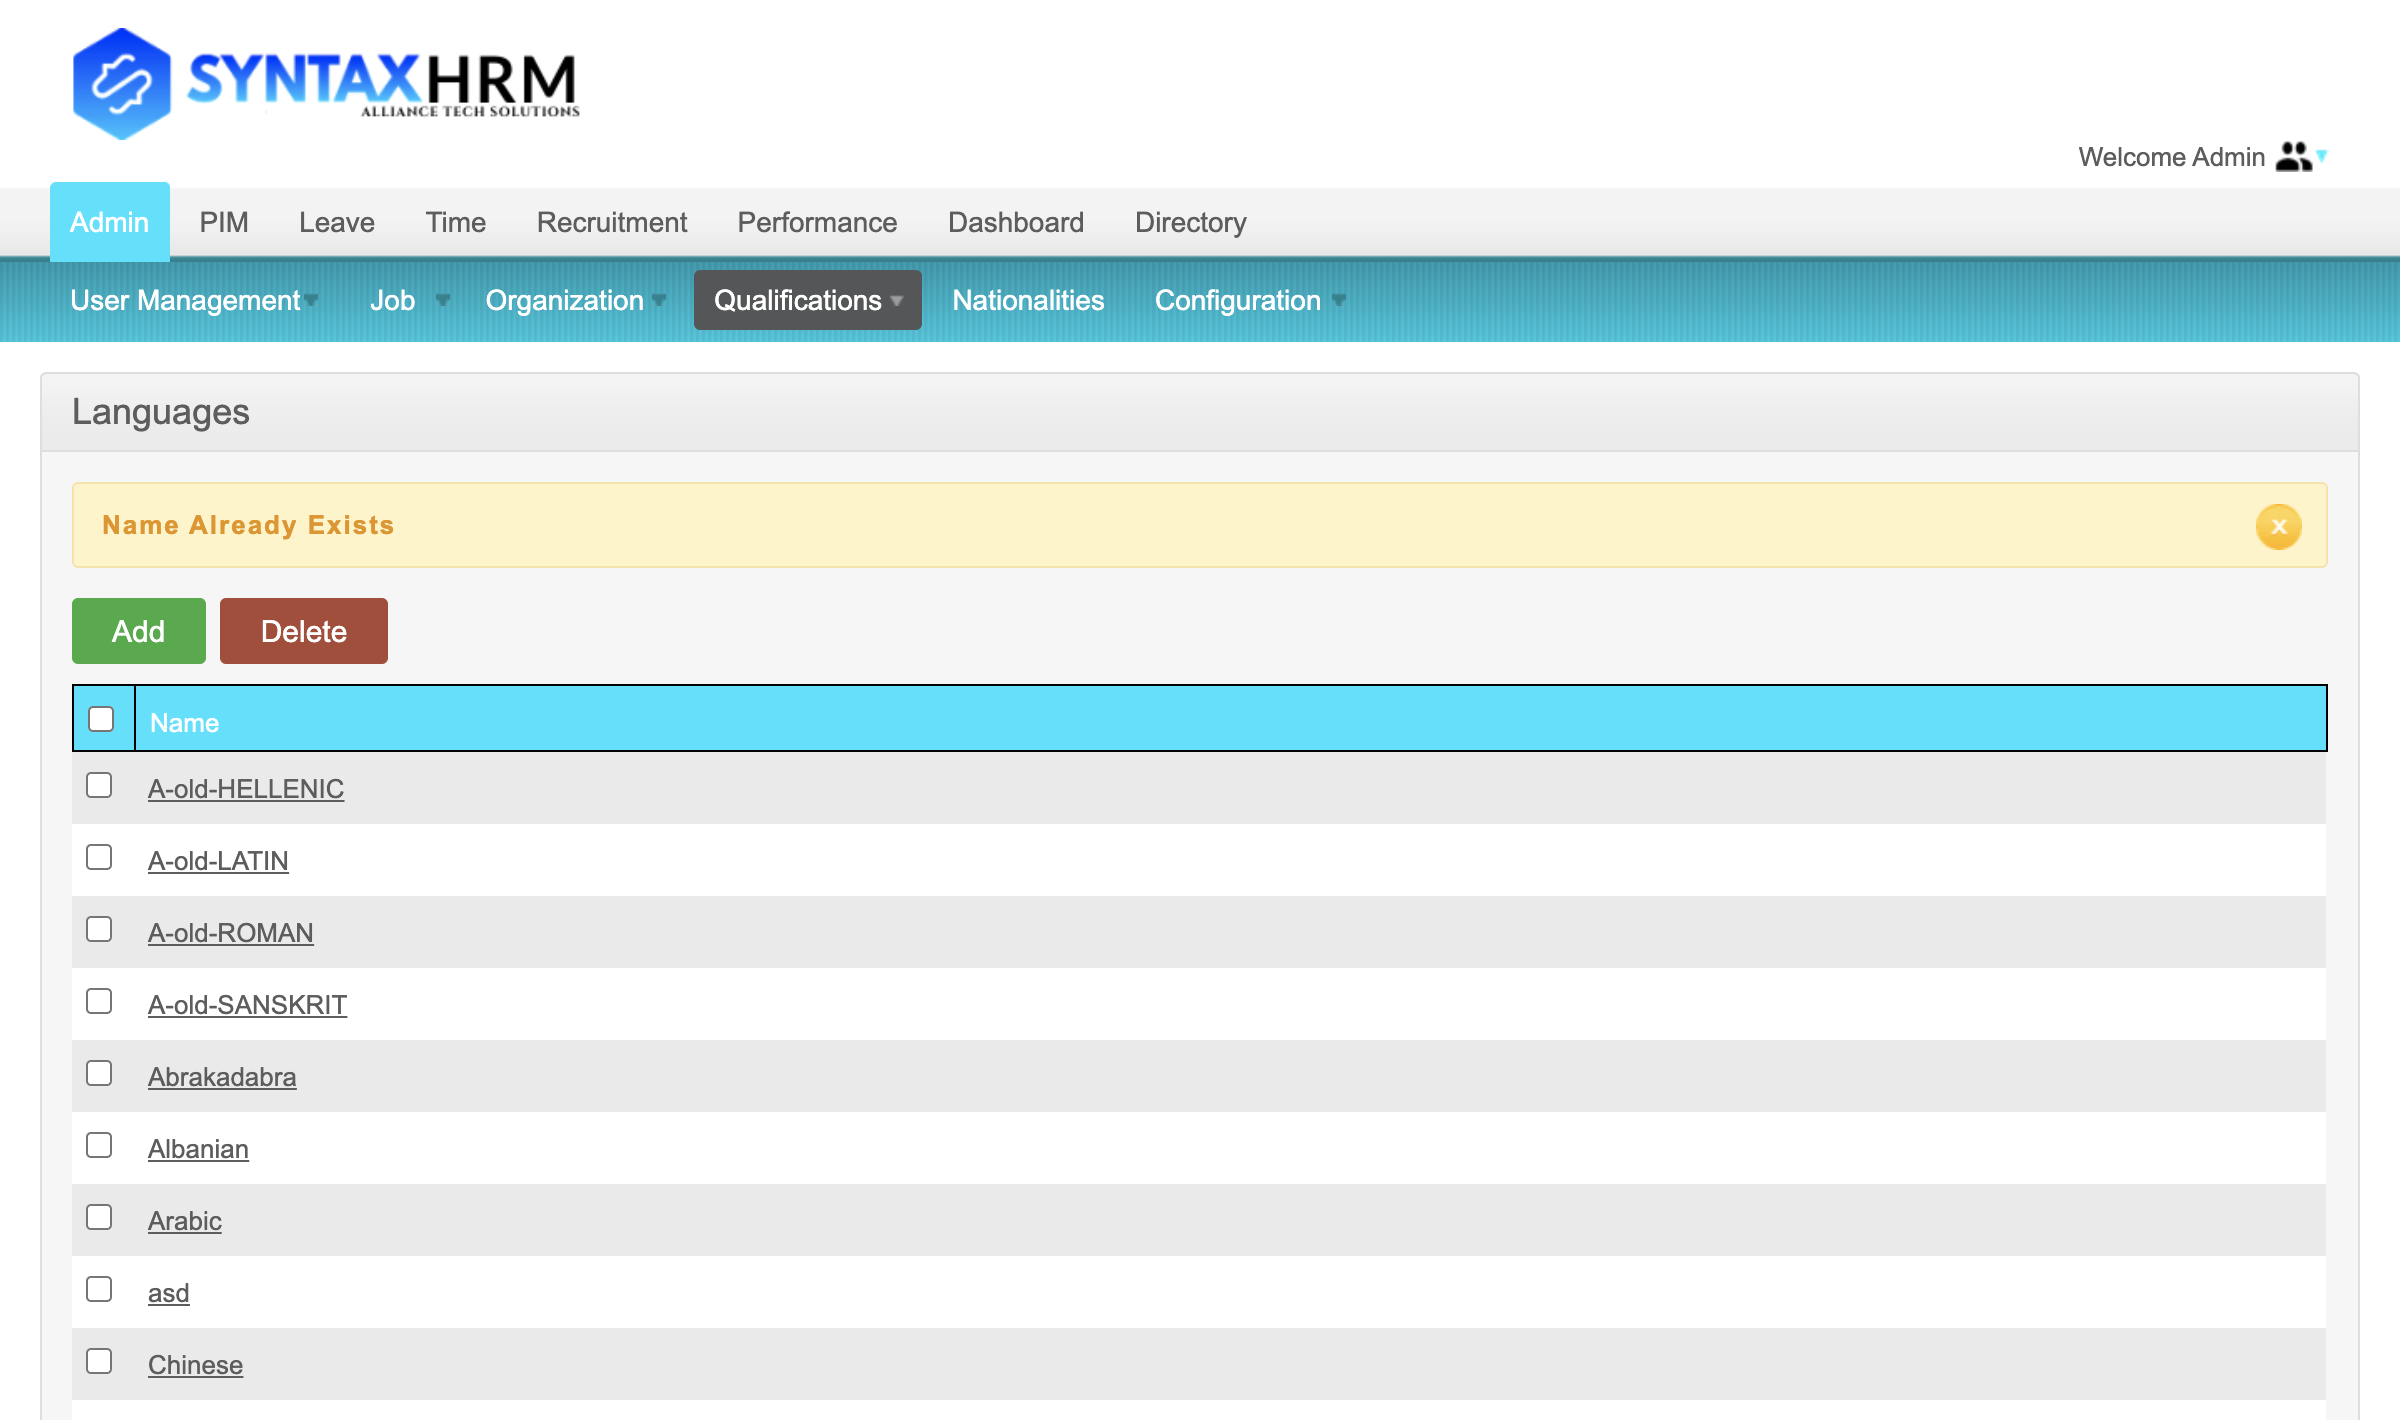 SYNTAXHRM
ALLIANCE TECH SOLUTIONS
Welcome Admin
Admin PIM Leave Time Recruitment Performance Dashboard Directory
User Management Job Organization Qualifications Nationalities Configuration
Languages
Name Already Exists
x
Add Delete
Name
A-old-HELLENIC
A-old-LATIN
A-old-ROMAN
A-old-SANSKRIT
Abrakadabra
Albanian
Arabic
asd
Chinese